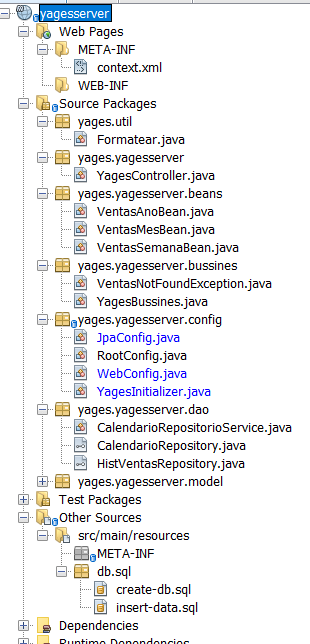 yagesserver
Web Pages
META-INF
context.xml
WEB-INF
Source Packages
yages.util
Formatear.java
yages.yagesserver
YagesController.java
yages.yagesserver.beans
VentasAnoBean.java
VentasMesBean.java
VentasSemanaBean.java
yages.yagesserver.bussines
VentasNotFoundException.java
YagesBussines.java
yages.yagesserver.config
JpaConfig.java
RootConfig.java
WebConfig.java
YagesInitializer.java
yages.yagesserver.dao
CalendarioRepositorioService.java
CalendarioRepository.java
HistVentasRepository.java
yages.yagesserver.model
Test Packages
Other Sources
src/main/resources
META-INF
db.sql
create-db.sql
insert-data.sql
Dependencies
Runtime Dependencies